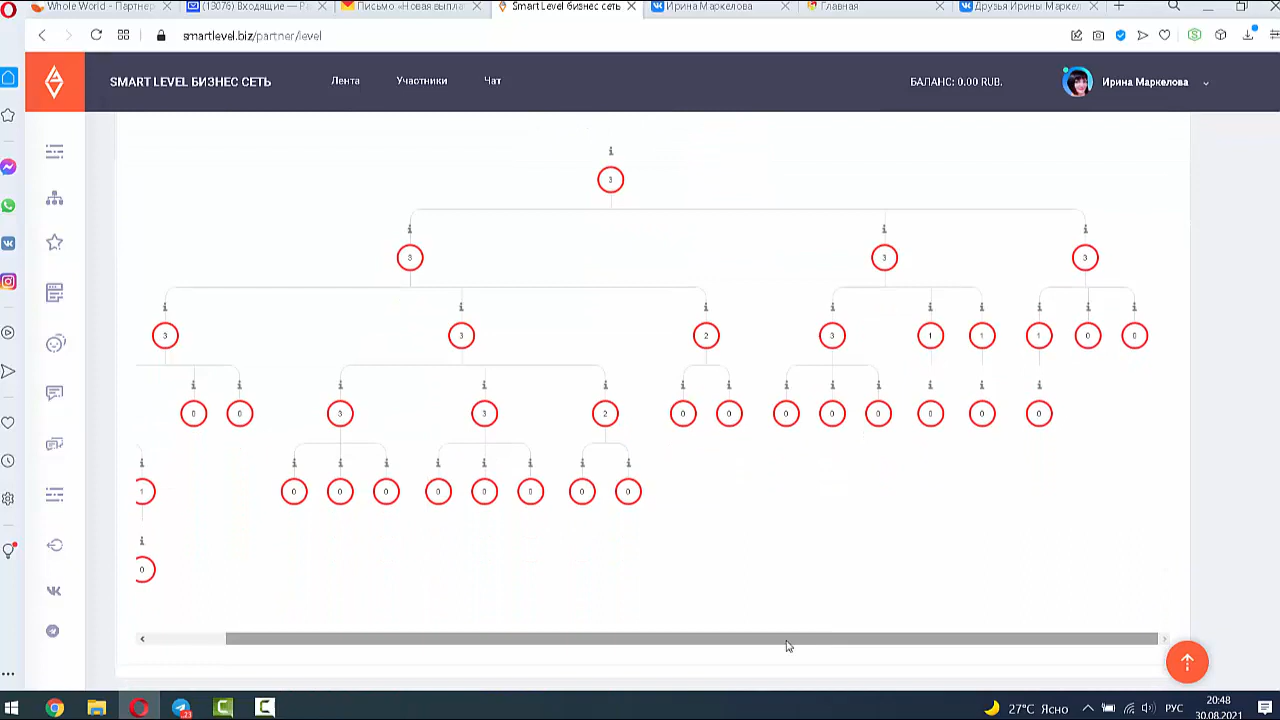 Whole World - Партнер
(13076) Входящие — Р
Письмо «Новая выпла
Smart Level бизнес сеть
Ирина Маркелова
Главная
Друзья Ирины Маркел
smartlevel.biz/partner/level
SMART LEVEL БИЗНЕС СЕТЬ
Лента
Участники
Чат
БАЛАНС: 0.00 RUB.
Ирина Маркелова
3
3 3 3
3 3 2 3 1 1 1 0 0
0 0 3 3 2 0 0 0 0 0 0 0 0
1 0 0 0 0 0 0 0 0
0
23
27°C Ясно
РУС
20:48
30.08.2021